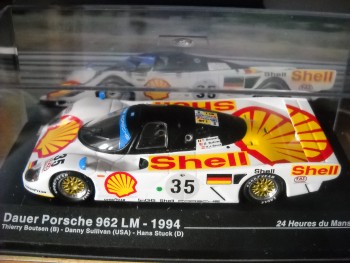 Shell
35
Shell
35
Shell
FAT
Dauer Porsche 962 LM - 1994
24 Heures du Mans
Thierry Boutsen (B) - Danny Sullivan (USA) - Hans Stuck (D)